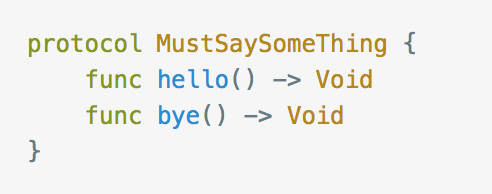 protocol MustSaySomeThing {
    func hello() -> Void
    func bye() -> Void
}